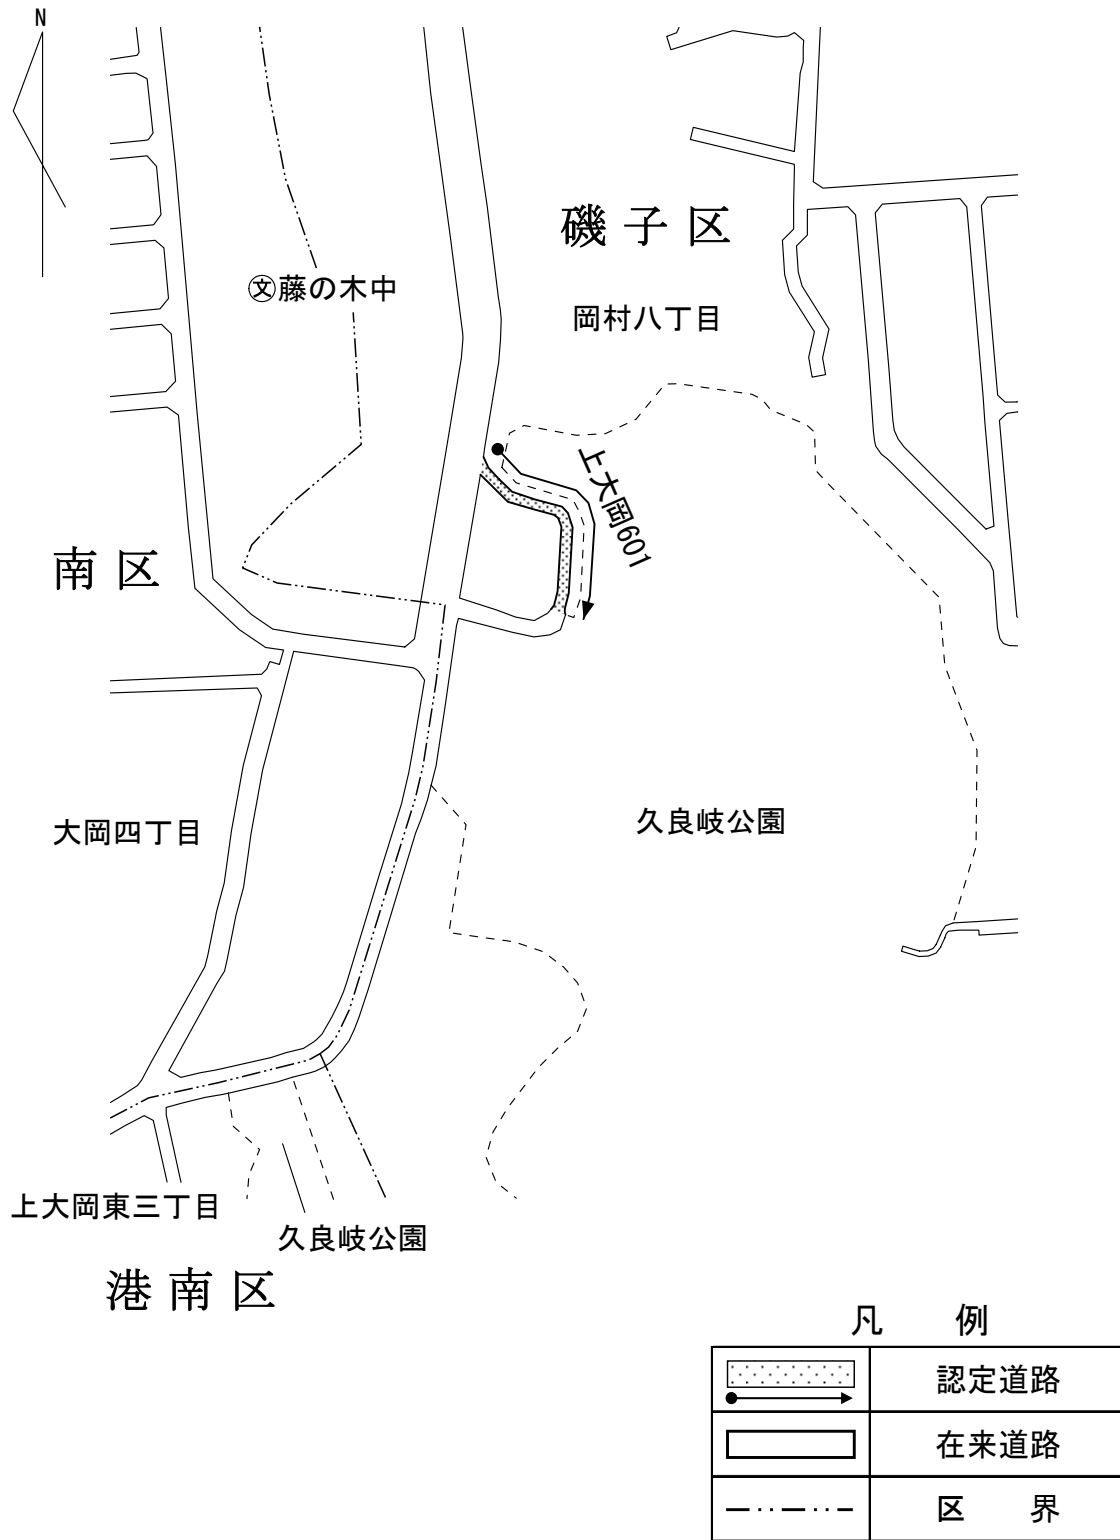 N
磯子区
㊛藤の木中
岡村八丁目
上大岡601
南区
大岡四丁目
久良岐公園
上大岡東三丁目
久良岐公園
港南区
凡 例
認定道路
在来道路
区 界